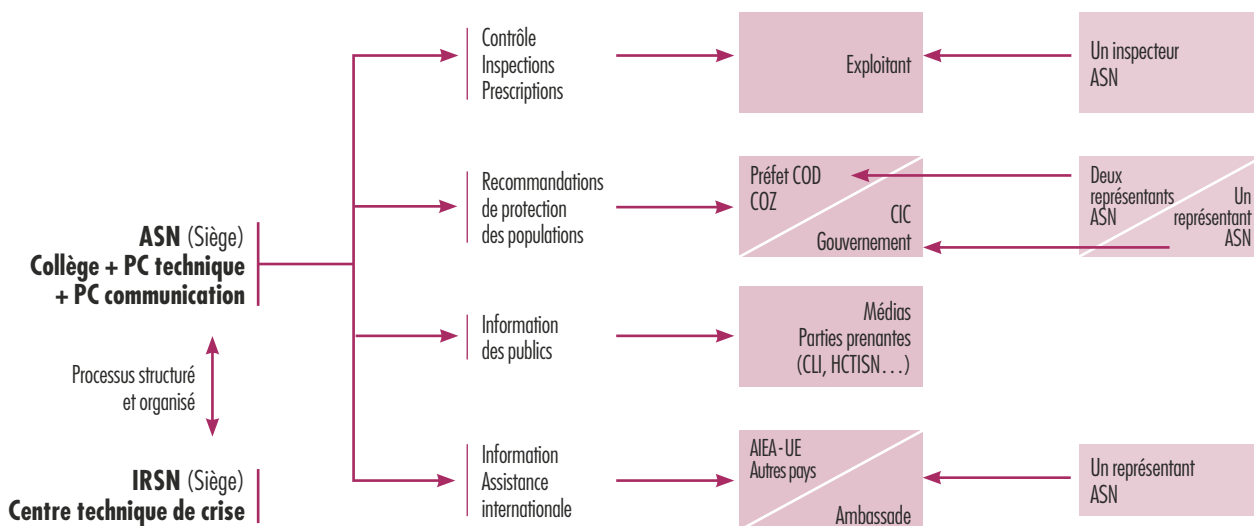 ASN (Siège)
Collège + PC technique
+ PC communication
Processus structuré
et organisé
IRSN (Siège)
Centre technique de crise
Contrôle
Inspections
Prescriptions
Exploitant
Un inspecteur
ASN
Recommandations
de protection
des populations
Préfet COD
COZ
CIC
Gouvernement
Deux
représentants
ASN
Un
représentant
ASN
Information
des publics
Médias
Parties prenantes
(CLI, HCTISN…)
Information
Assistance
internationale
AIEA-UE
Autres pays
Ambassade
Un représentant
ASN